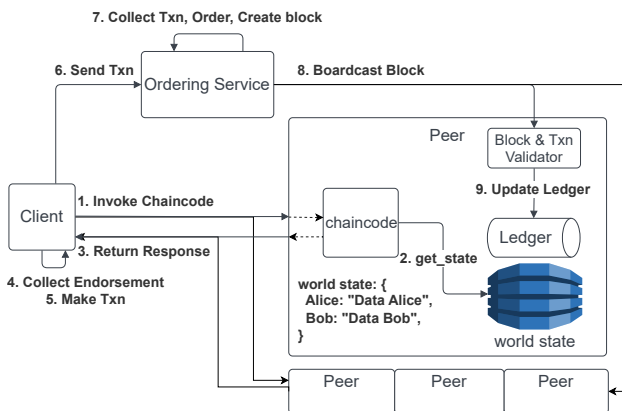 7. Collect Txn, Order, Create block
6. Send Txn
Ordering Service
8. Boardcast Block
Peer
Block & Txn
Validator
9. Update Ledger
Client
1. Invoke Chaincode
chaincode
Ledger
3. Return Response
2. get_state
4. Collect Endorsement
5. Make Txn
world state: {
Alice: "Data Alice",
Bob: "Data Bob",
}
world state
Peer
Peer
Peer